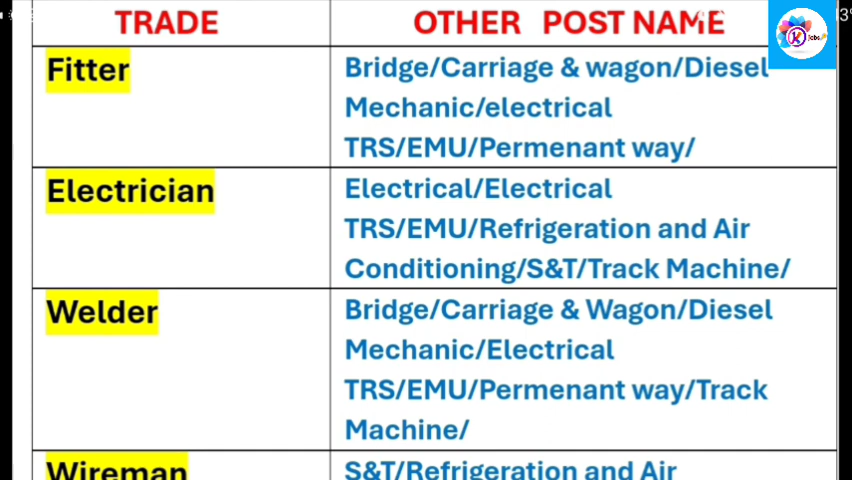 TRADE OTHER POST NAME
Fitter Bridge/Carriage & wagon/Diesel
Mechanic/electrical
TRS/EMU/Permenant way/
Electrician Electrical/Electrical
TRS/EMU/Refrigeration and Air
Conditioning/S&T/Track Machine/
Welder Bridge/Carriage & Wagon/Diesel
Mechanic/Electrical
TRS/EMU/Permenant way/Track
Machine/
Wireman S&T/Refrigeration and Air
K jobs